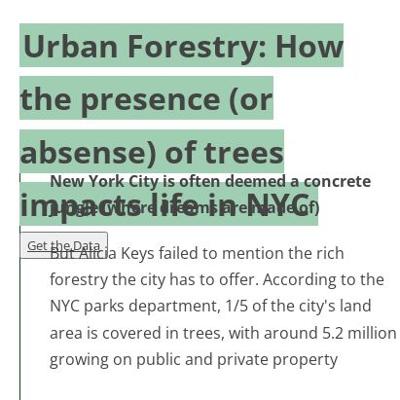 Urban Forestry: How
the presence (or
absense) of trees
impacts life in NYC
New York City is often deemed a concrete
jungle (where dreams are made of)
Get the Data
But Alicia Keys failed to mention the rich
forestry the city has to offer. According to the
NYC parks department, 1/5 of the city's land
area is covered in trees, with around 5.2 million
growing on public and private property